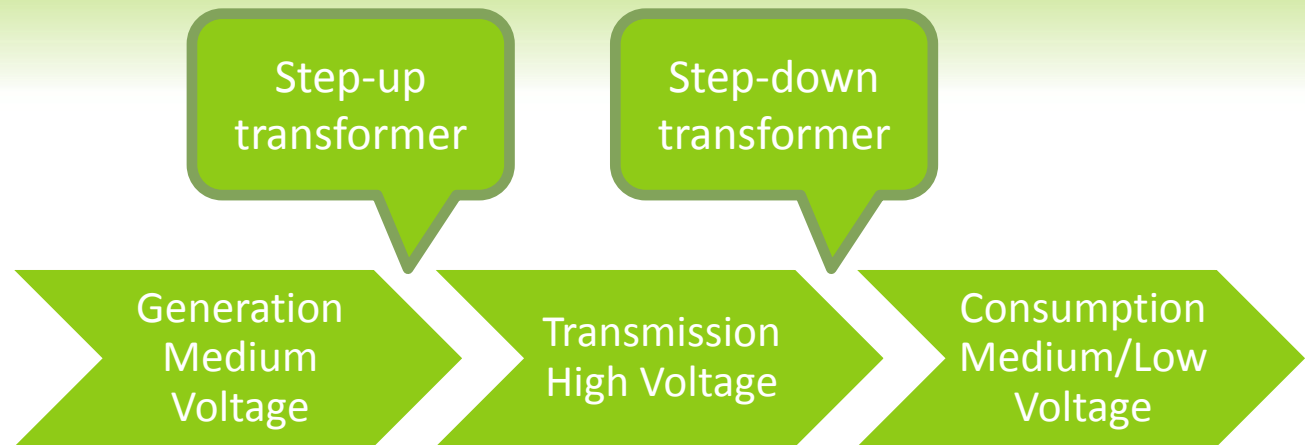 Step-up
transformer
Step-down
transformer
Generation
Medium
Voltage
Transmission
High Voltage
Consumption
Medium/Low
Voltage